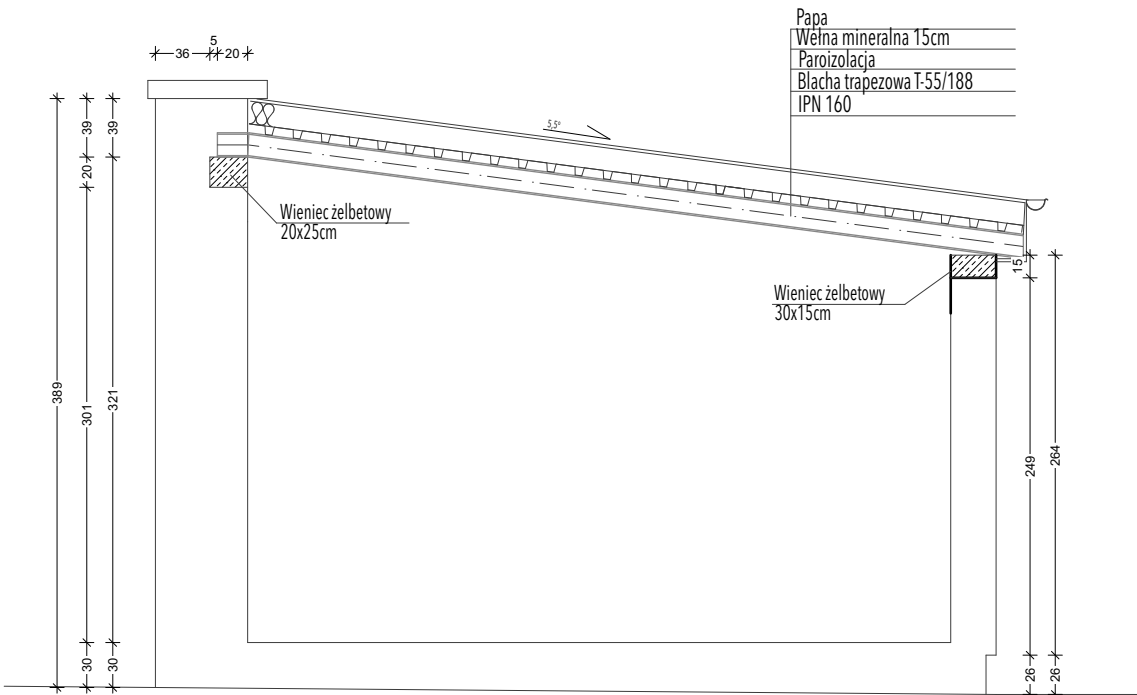 Papa
Wełna mineralna 15cm
Paroizolacja
Blacha trapezowa T-55/188
IPN 160
5
36
20
39
39
20
5,5°
Wieniec żelbetowy
20x25cm
15
Wieniec żelbetowy
30x15cm
389
301
321
249
264
30
30
26
26